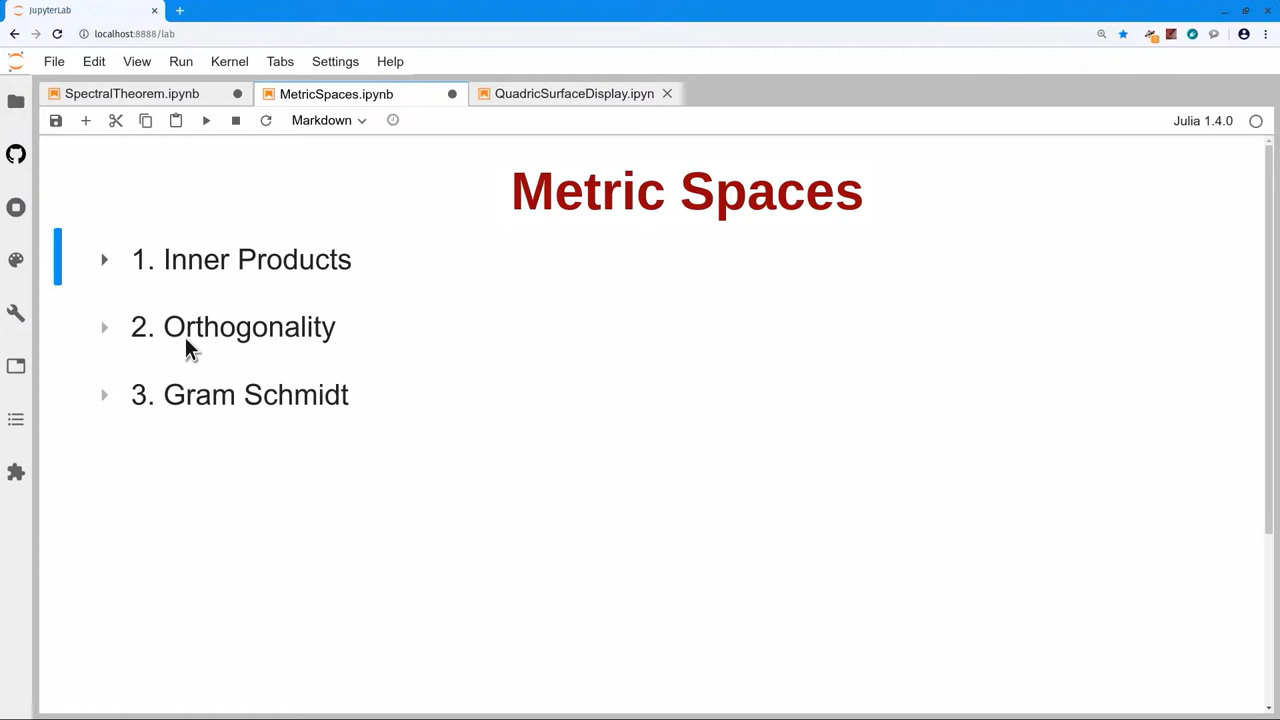 JupyterLab
localhost:8888/lab
File Edit View Run Kernel Tabs Settings Help
SpectralTheorem.ipynb MetricSpaces.ipynb QuadricSurfaceDisplay.ipyn
Markdown Julia 1.4.0
Metric Spaces
1. Inner Products
2. Orthogonality
3. Gram Schmidt